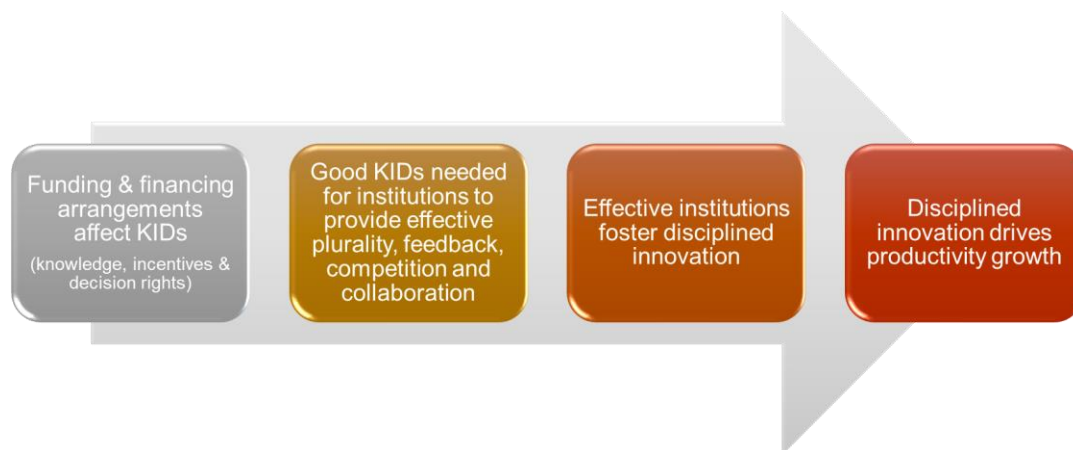 Funding & financing
arrangements
affect KIDs
(knowledge, incentives &
decision rights)
Good KIDs needed
for institutions to
provide effective
plurality, feedback,
competition and
collaboration
Effective institutions
foster disciplined
innovation
Disciplined
innovation drives
productivity growth